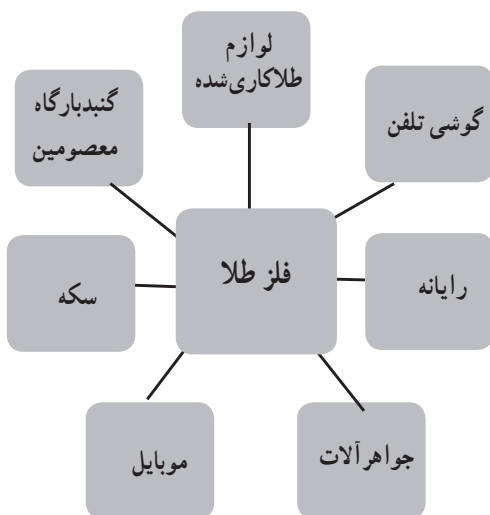 لوازم
طلاکاری‌شده
گوشی تلفن
گنبدبارگاه
معصومین
فلز طلا
رایانه
سکه
جواهرآلات
موبایل